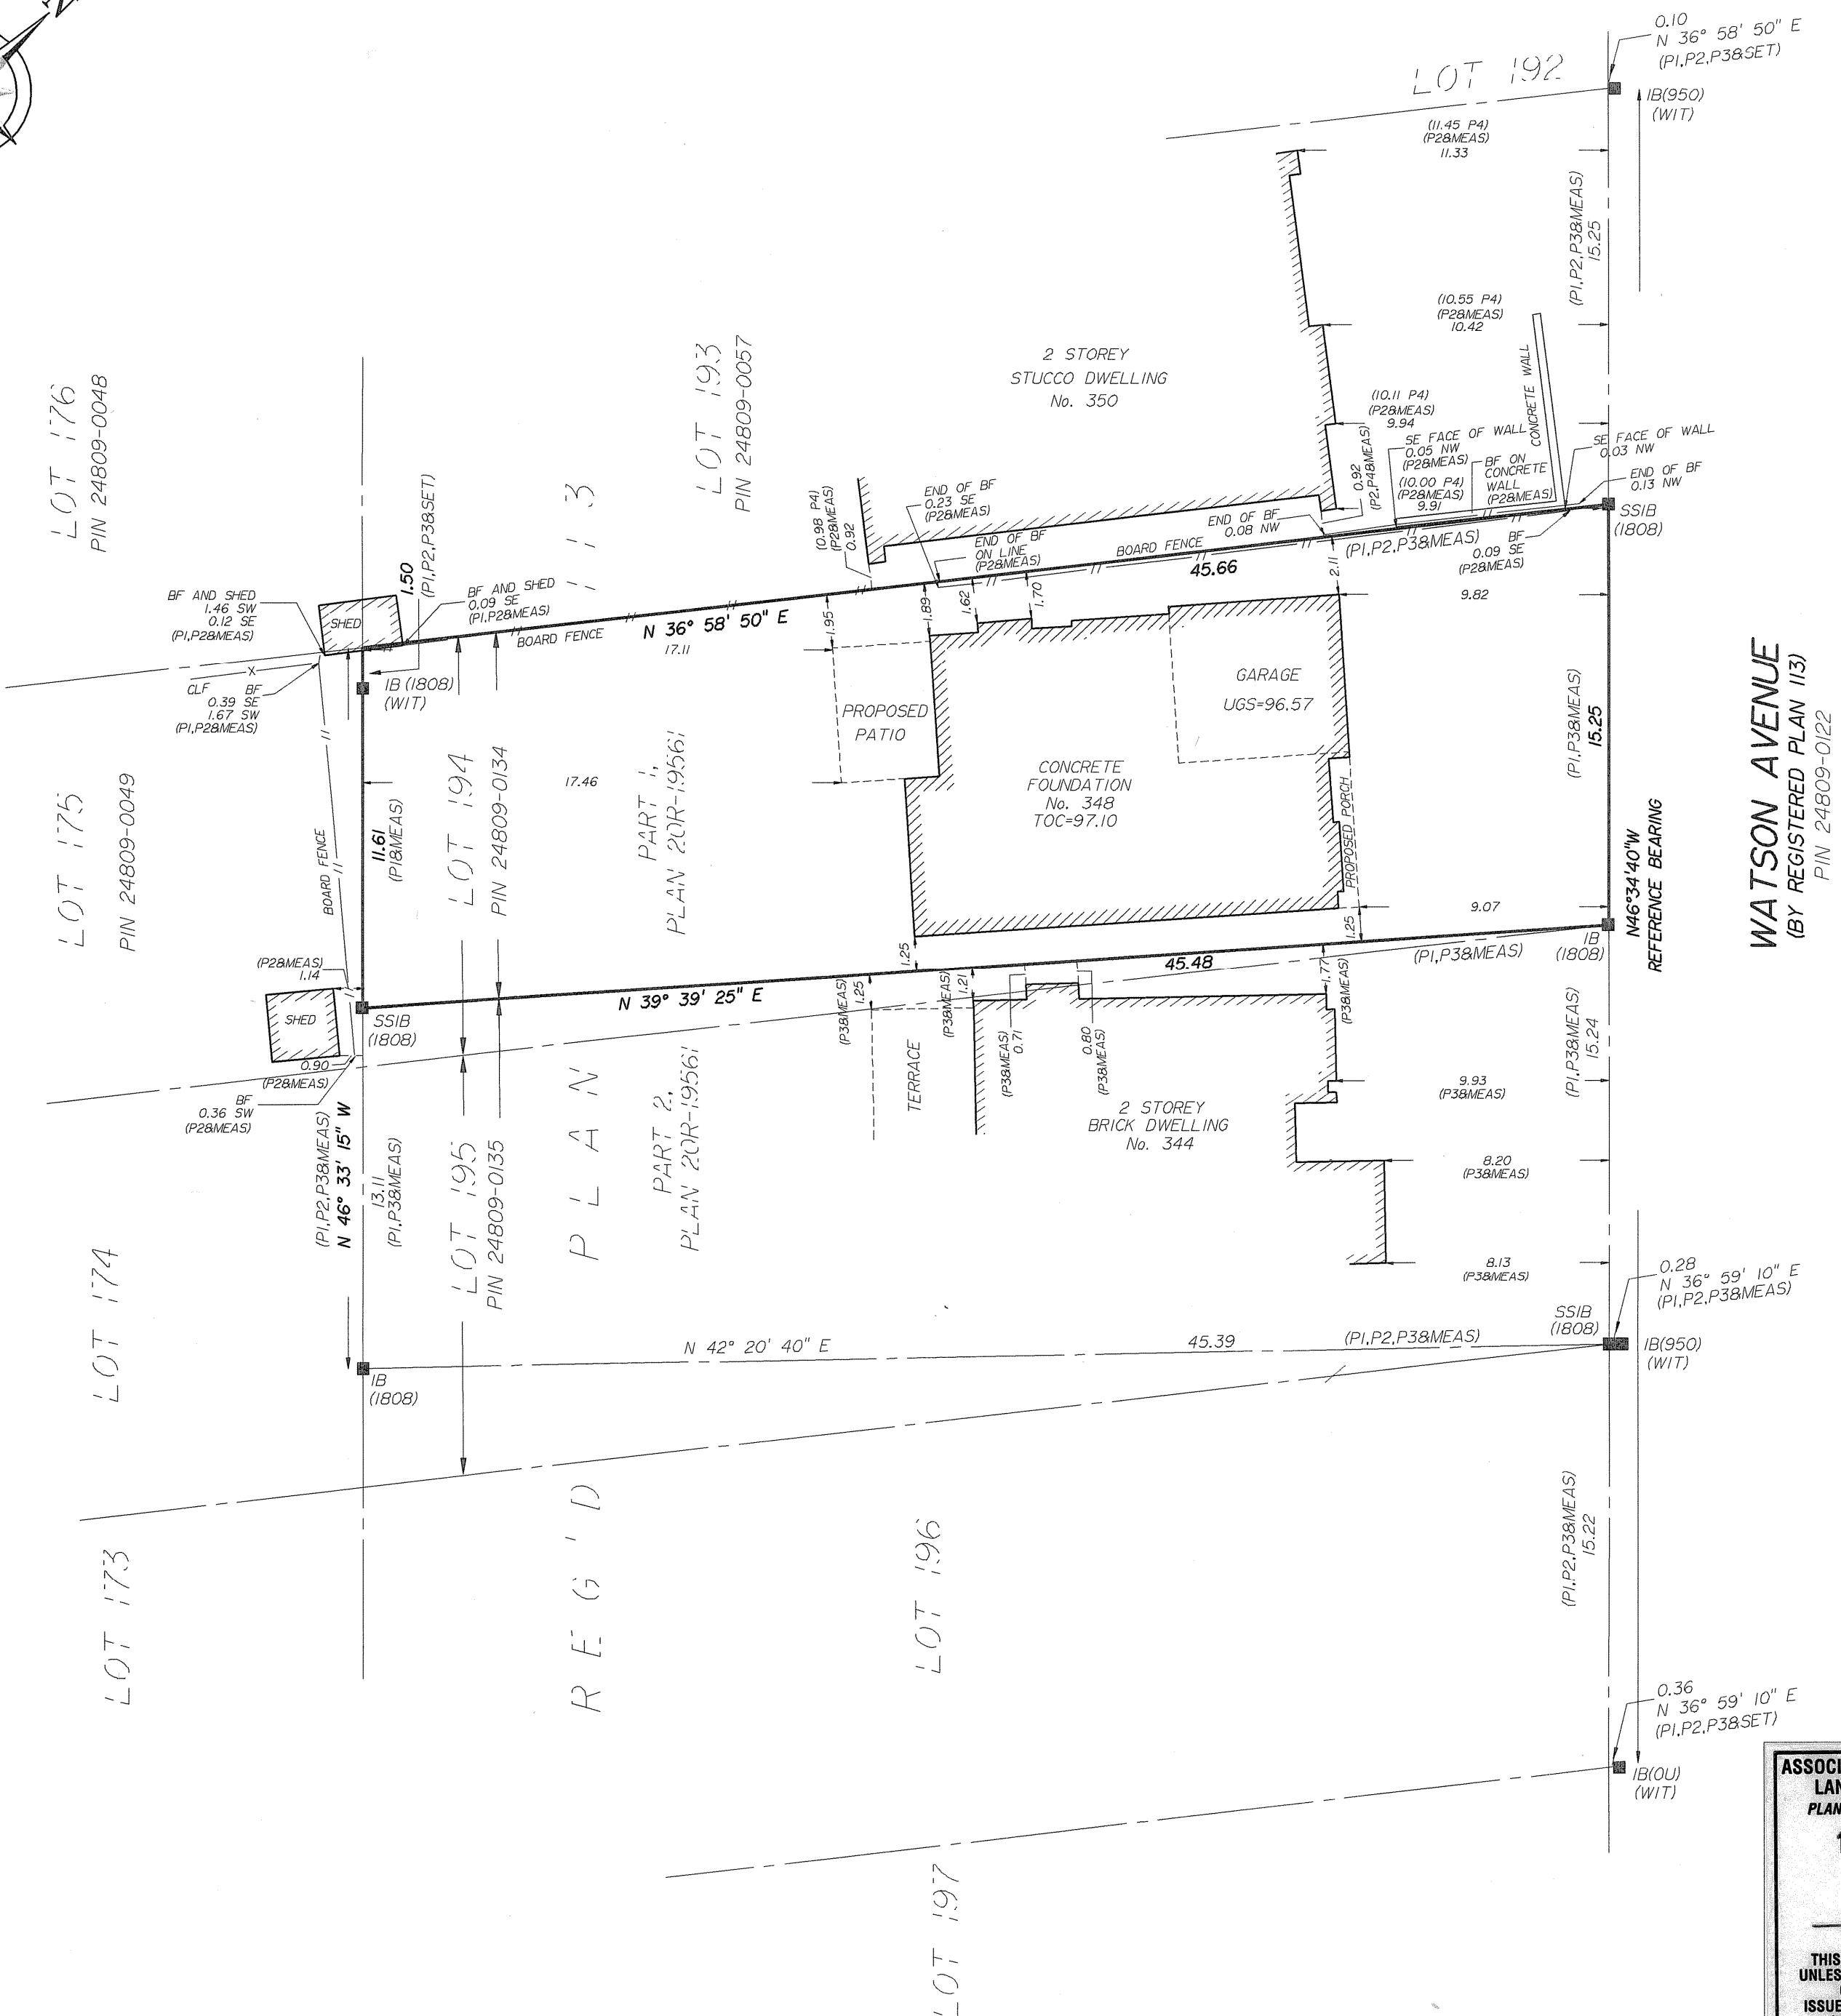 N
0.10
N 36° 58' 50" E
(P1,P2,P3&SET)
LOT 192
IB(950)
(WIT)
(11.45 P4)
(P2&MEAS)
11.33
(P1,P2,P3&MEAS)
15.25
(10.55 P4)
(P2&MEAS)
10.42
CONCRETE WALL
2 STOREY
STUCCO DWELLING
No. 350
LOT 193
PIN 24809-0057
LOT 176
PIN 24809-0048
(10.11 P4)
(P2&MEAS)
9.94
0.92
(P2,P4&MEAS)
SE FACE OF WALL
0.05 NW
(P2&MEAS)
(10.00 P4)
(P2&MEAS)
9.91
BF ON
CONCRETE
WALL
(P2&MEAS)
SE FACE OF WALL
0.03 NW
END OF BF
0.13 NW
SSIB
(1808)
BF
0.09 SE
(P2&MEAS)
(0.98 P4)
(P2&MEAS)
0.92
END OF BF
0.23 SE
(P2&MEAS)
END OF BF
ON LINE
(P2&MEAS)
END OF BF
0.08 NW
BOARD FENCE
(P1,P2,P3&MEAS)
45.66
1.50
(P1,P2,P3&SET)
113
BF AND SHED
1.46 SW
0.12 SE
(P1,P2&MEAS)
SHED
BF AND SHED
0.09 SE
(P1,P2&MEAS)
BOARD FENCE
N 36° 58' 50" E
17.11
1.95
1.89
1.62
1.70
2.11
9.82
CLF BF
0.39 SE
1.67 SW
(P1,P2&MEAS)
IB (1808)
(WIT)
PROPOSED
PATIO
GARAGE
UGS=96.57
(P1,P3&MEAS)
15.25
WATSON AVENUE
(BY REGISTERED PLAN 113)
PIN 24809-0122
N46°34'40"W
REFERENCE BEARING
LOT 175
PIN 24809-0049
BOARD FENCE
11.61
(P1&MEAS)
LOT 194
PIN 24809-0134
17.46
PART 1,
PLAN 20R-19561
CONCRETE
FOUNDATION
No. 348
TOC=97.10
PROPOSED PORCH
9.07
1.25
1.25
IB
(1808)
(P1,P3&MEAS)
45.48
N 39° 39' 25" E
(P2&MEAS)
1.14
SHED
SSIB
(1808)
0.90
(P2&MEAS)
BF
0.36 SW
(P2&MEAS)
(P3&MEAS)
1.25
(P3&MEAS)
1.21
(P3&MEAS)
0.71
0.80
(P3&MEAS)
1.77
(P3&MEAS)
TERRACE
2 STOREY
BRICK DWELLING
No. 344
9.93
(P3&MEAS)
(P1,P3&MEAS)
15.24
8.20
(P3&MEAS)
8.13
(P3&MEAS)
(P1,P2,P3&MEAS)
N 46° 33' 15" W
13.11
(P1,P3&MEAS)
LOT 195
PIN 24809-0135
PLAN
PART 2,
PLAN 20R-19561
LOT 174
0.28
N 36° 59' 10" E
(P1,P2,P3&MEAS)
SSIB
(1808)
IB(950)
(WIT)
N 42° 20' 40" E
45.39
(P1,P2,P3&MEAS)
IB
(1808)
REG'D
LOT 196
LOT 173
(P1,P2,P3&MEAS)
15.22
0.36
N 36° 59' 10" E
(P1,P2,P3&SET)
IB(OU)
(WIT)
LOT 197
ASSOCI
LAN
PLAN
THIS
UNLES
ISSUE